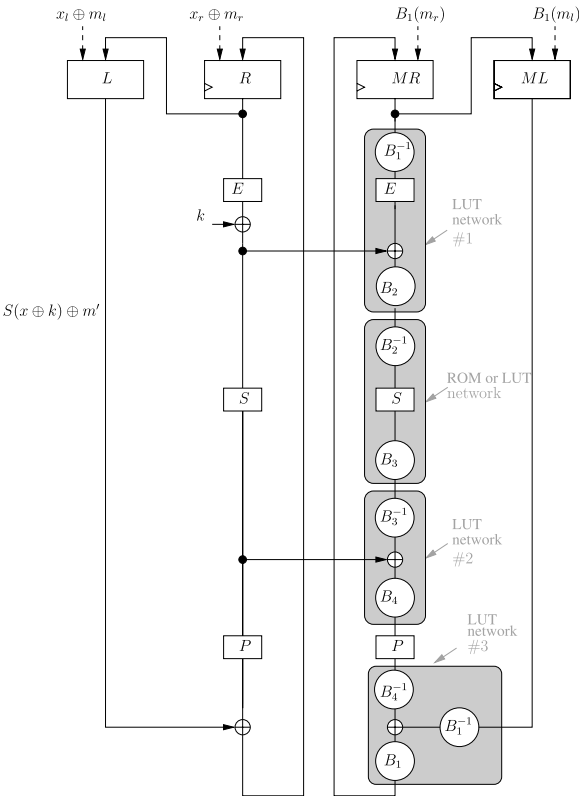 x_l ⊕ m_l
x_r ⊕ m_r
B_1(m_r)
B_1(m_l)
L
R
MR
ML
B_1^{-1}
E
E
k
LUT
network
#1
B_2
S(x ⊕ k) ⊕ m′
B_2^{-1}
S
S
ROM or LUT
network
B_3
B_3^{-1}
LUT
network
#2
B_4
P
P
LUT
network
#3
B_4^{-1}
B_1^{-1}
B_1